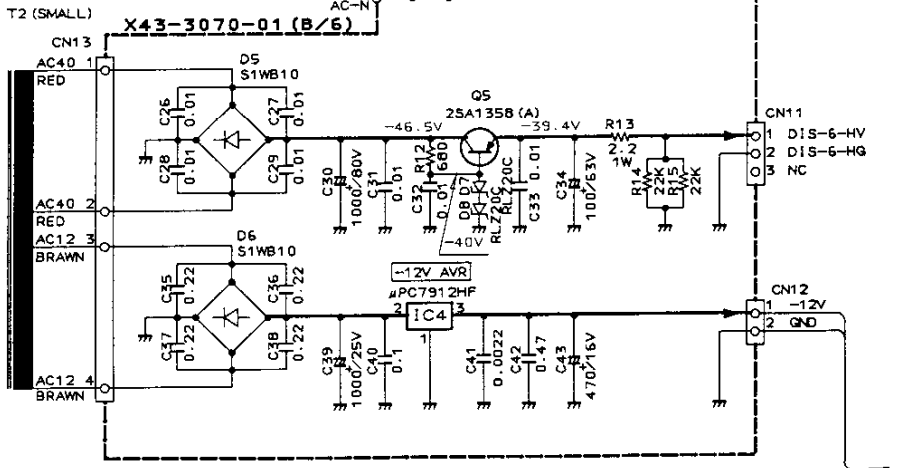 T2 (SMALL)
AC-N
X43-3070-01 (B/6)
CN13
AC40 1
RED
D5
S1WB10
C26
0.01
C27
0.01
C28
0.01
C29
0.01
AC40 2
RED
-46.5V
Q5
2SA1358(A)
-39.4V
R13
2.2
1W
CN11
1 DIS-6-HV
2 DIS-6-HG
3 NC
C30
1000/80V
C31
0.01
R12
680
C32
0.01
D8 D7
RLZ20C
RLZ20C
C33 0.01
C34
100/63V
R14
22K
R15
22K
-40V
AC12 3
BRAWN
D6
S1WB10
C35
0.22
C36
0.22
C37
0.22
C38
0.22
AC12 4
BRAWN
-12V AVR
μPC7912HF
2 IC4 3
1
C39
1000/25V
C40
0.1
C41
0.0022
C42
0.47
C43
470/16V
CN12
1 -12V
2 GND